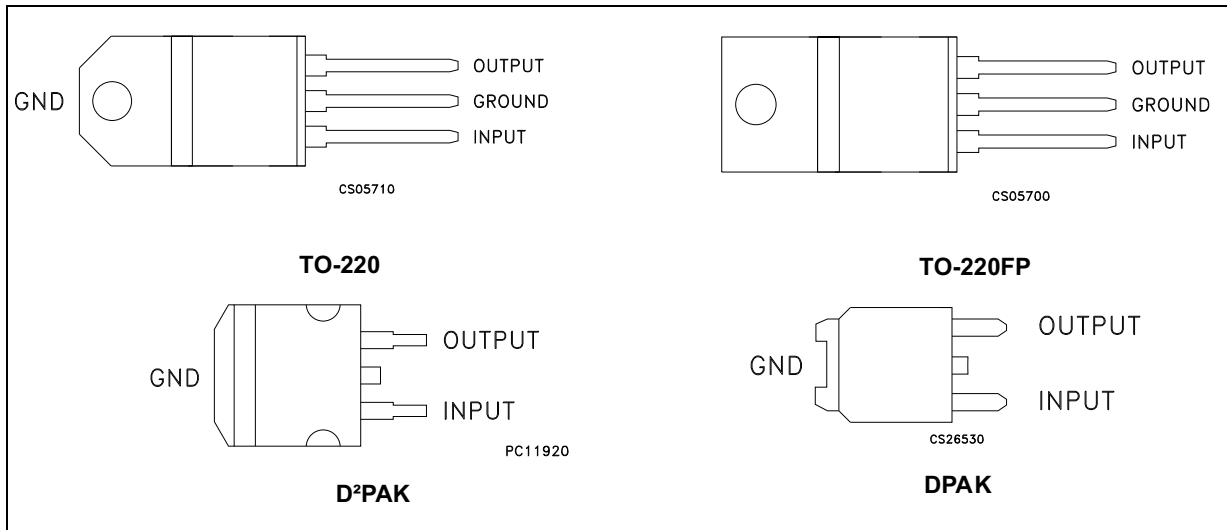 OUTPUT
GND
GROUND
INPUT
CS05710
TO-220
OUTPUT
GROUND
INPUT
CS05700
TO-220FP
OUTPUT
GND
INPUT
PC11920
D²PAK
OUTPUT
GND
INPUT
CS26530
DPAK